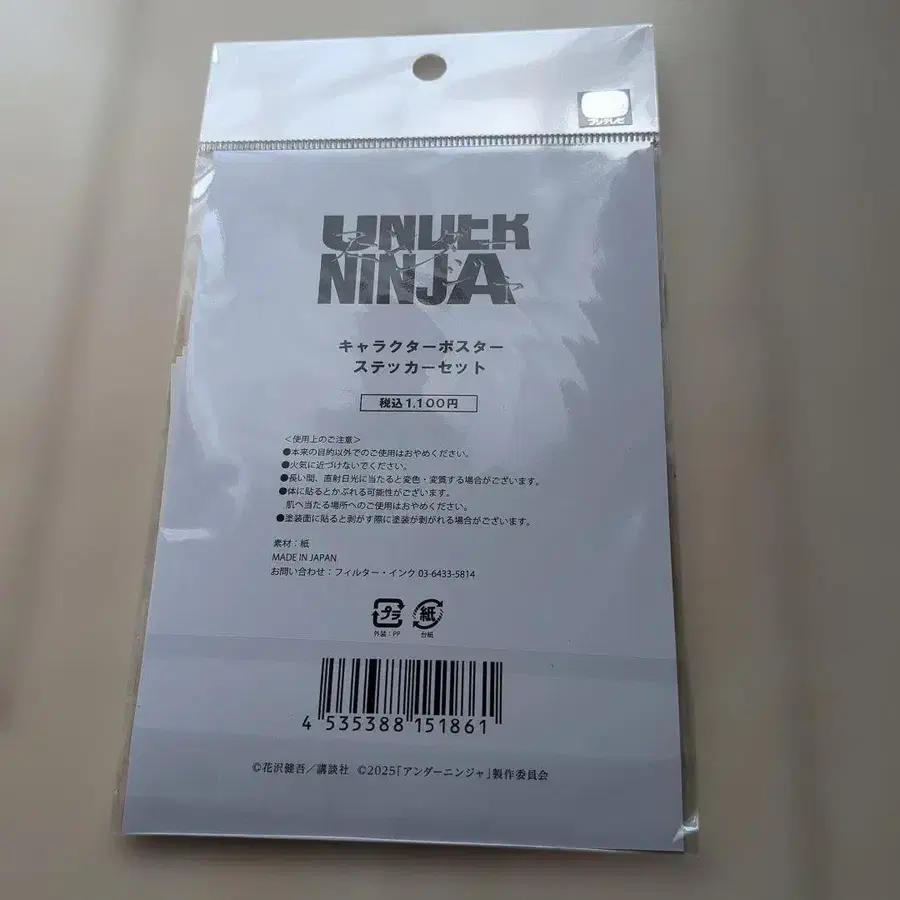 フジテレビ
UNDER
アンダーニンジャ
NINJA
キャラクターポスター
ステッカーセット
税込1,100円
＜使用上のご注意＞
●本来の目的以外でのご使用はおやめください。
●火気に近づけないでください。
●長い間、直射日光に当たると変色・変質する場合がございます。
●体に貼るとかぶれる可能性がございます。
肌へ当たる場所へのご使用はおやめください。
●塗装面に貼ると剥がす際に塗装が剥がれる場合がございます。
素材：紙
MADE IN JAPAN
お問い合わせ：フィルター・インク 03-6433-5814
プラ 紙
外装：PP 台紙
4 535388 151861
©花沢健吾／講談社 ©2025「アンダーニンジャ」製作委員会